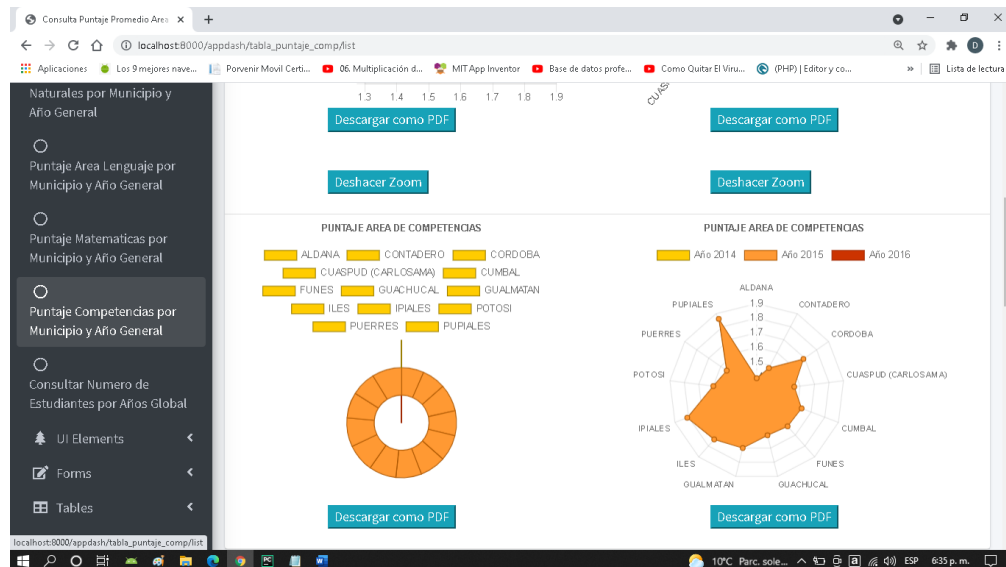 Consulta Puntaje Promedio Area
localhost:8000/appdash/tabla_puntaje_comp/list
D
Aplicaciones
Los 9 mejores nave...
Porvenir Movil Certi...
06. Multiplicación d...
MIT App Inventor
Base de datos profe...
Como Quitar El Viru...
(PHP) | Editor y co...
»
Lista de lectura
Naturales por Municipio y
Año General
Puntaje Area Lenguaje por
Municipio y Año General
Puntaje Matematicas por
Municipio y Año General
Puntaje Competencias por
Municipio y Año General
Consultar Numero de
Estudiantes por Años Global
UI Elements
Forms
Tables
localhost:8000/appdash/tabla_puntaje_comp/list
1.3 1.4 1.5 1.6 1.7 1.8 1.9
Descargar como PDF
Deshacer Zoom
PUNTAJE AREA DE COMPETENCIAS
ALDANA CONTADERO CORDOBA
CUASPUD (CARLOSAMA) CUMBAL
FUNES GUACHUCAL GUALMATAN
ILES IPIALES POTOSI
PUERRES PUPIALES
Descargar como PDF
Descargar como PDF
Deshacer Zoom
PUNTAJE AREA DE COMPETENCIAS
Año 2014 Año 2015 Año 2016
ALDANA
CONTADERO
CORDOBA
CUASPUD (CARLOSAMA)
CUMBAL
FUNES
GUACHUCAL
GUALMATAN
ILES
IPIALES
POTOSI
PUERRES
PUPIALES
1.9
1.8
1.7
1.6
1.5
Descargar como PDF
10°C Parc. sole...
ESP
6:35 p. m.